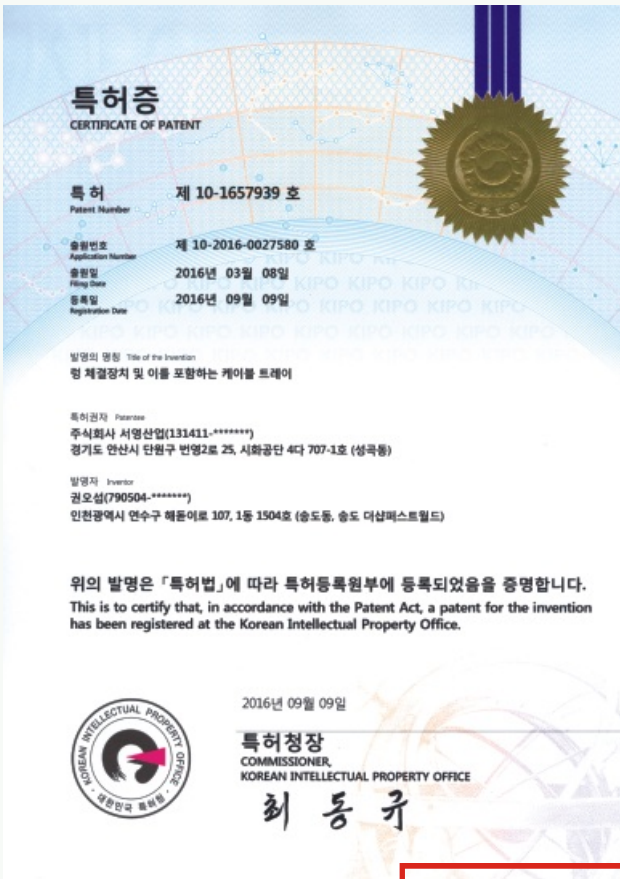 특허증
CERTIFICATE OF PATENT
특허 제 10-1657939 호
Patent Number
출원번호 제 10-2016-0027580 호
Application Number
출원일 2016년 03월 08일
Filing Date
등록일 2016년 09월 09일
Registration Date
발명의 명칭 Title of the Invention
렁 체결장치 및 이를 포함하는 케이블 트레이
특허권자 Patentee
주식회사 서영산업(131411-*******)
경기도 안산시 단원구 번영2로 25, 시화공단 4다 707-1호 (성곡동)
발명자 Inventor
권오섭(790504-*******)
인천광역시 연수구 해돋이로 107, 1동 1504호 (송도동, 송도 더샵퍼스트월드)
위의 발명은 「특허법」에 따라 특허등록원부에 등록되었음을 증명합니다.
This is to certify that, in accordance with the Patent Act, a patent for the invention
has been registered at the Korean Intellectual Property Office.
2016년 09월 09일
특허청장
COMMISSIONER,
KOREAN INTELLECTUAL PROPERTY OFFICE
최동규
KOREAN INTELLECTUAL PROPERTY OFFICE
대한민국 특허청